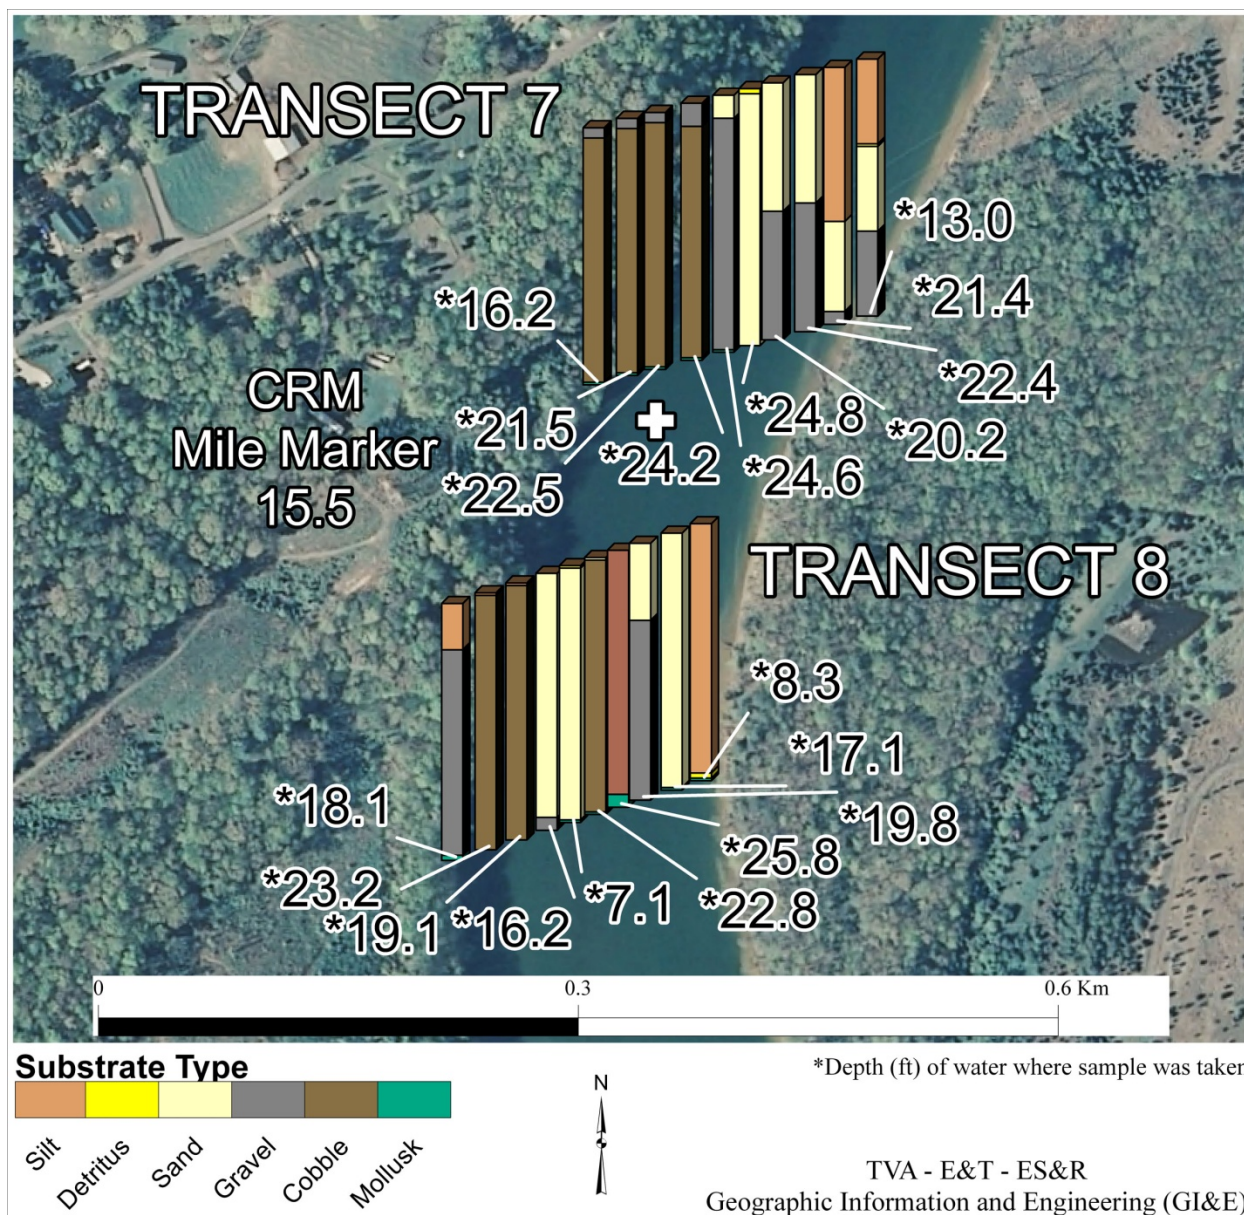 TRANSECT 7
*13.0
*16.2
*21.4
CRM
Mile Marker
15.5
*22.4
*21.5
*24.8
*20.2
*24.2
*22.5
*24.6
TRANSECT 8
*8.3
*17.1
*18.1
*19.8
*25.8
*23.2
*7.1
*22.8
*19.1
*16.2
0 0.3 0.6 Km
Substrate Type
*Depth (ft) of water where sample was taken
N
Silt
Detritus
Sand
Gravel
Cobble
Mollusk
TVA - E&T - ES&R
Geographic Information and Engineering (GI&E)